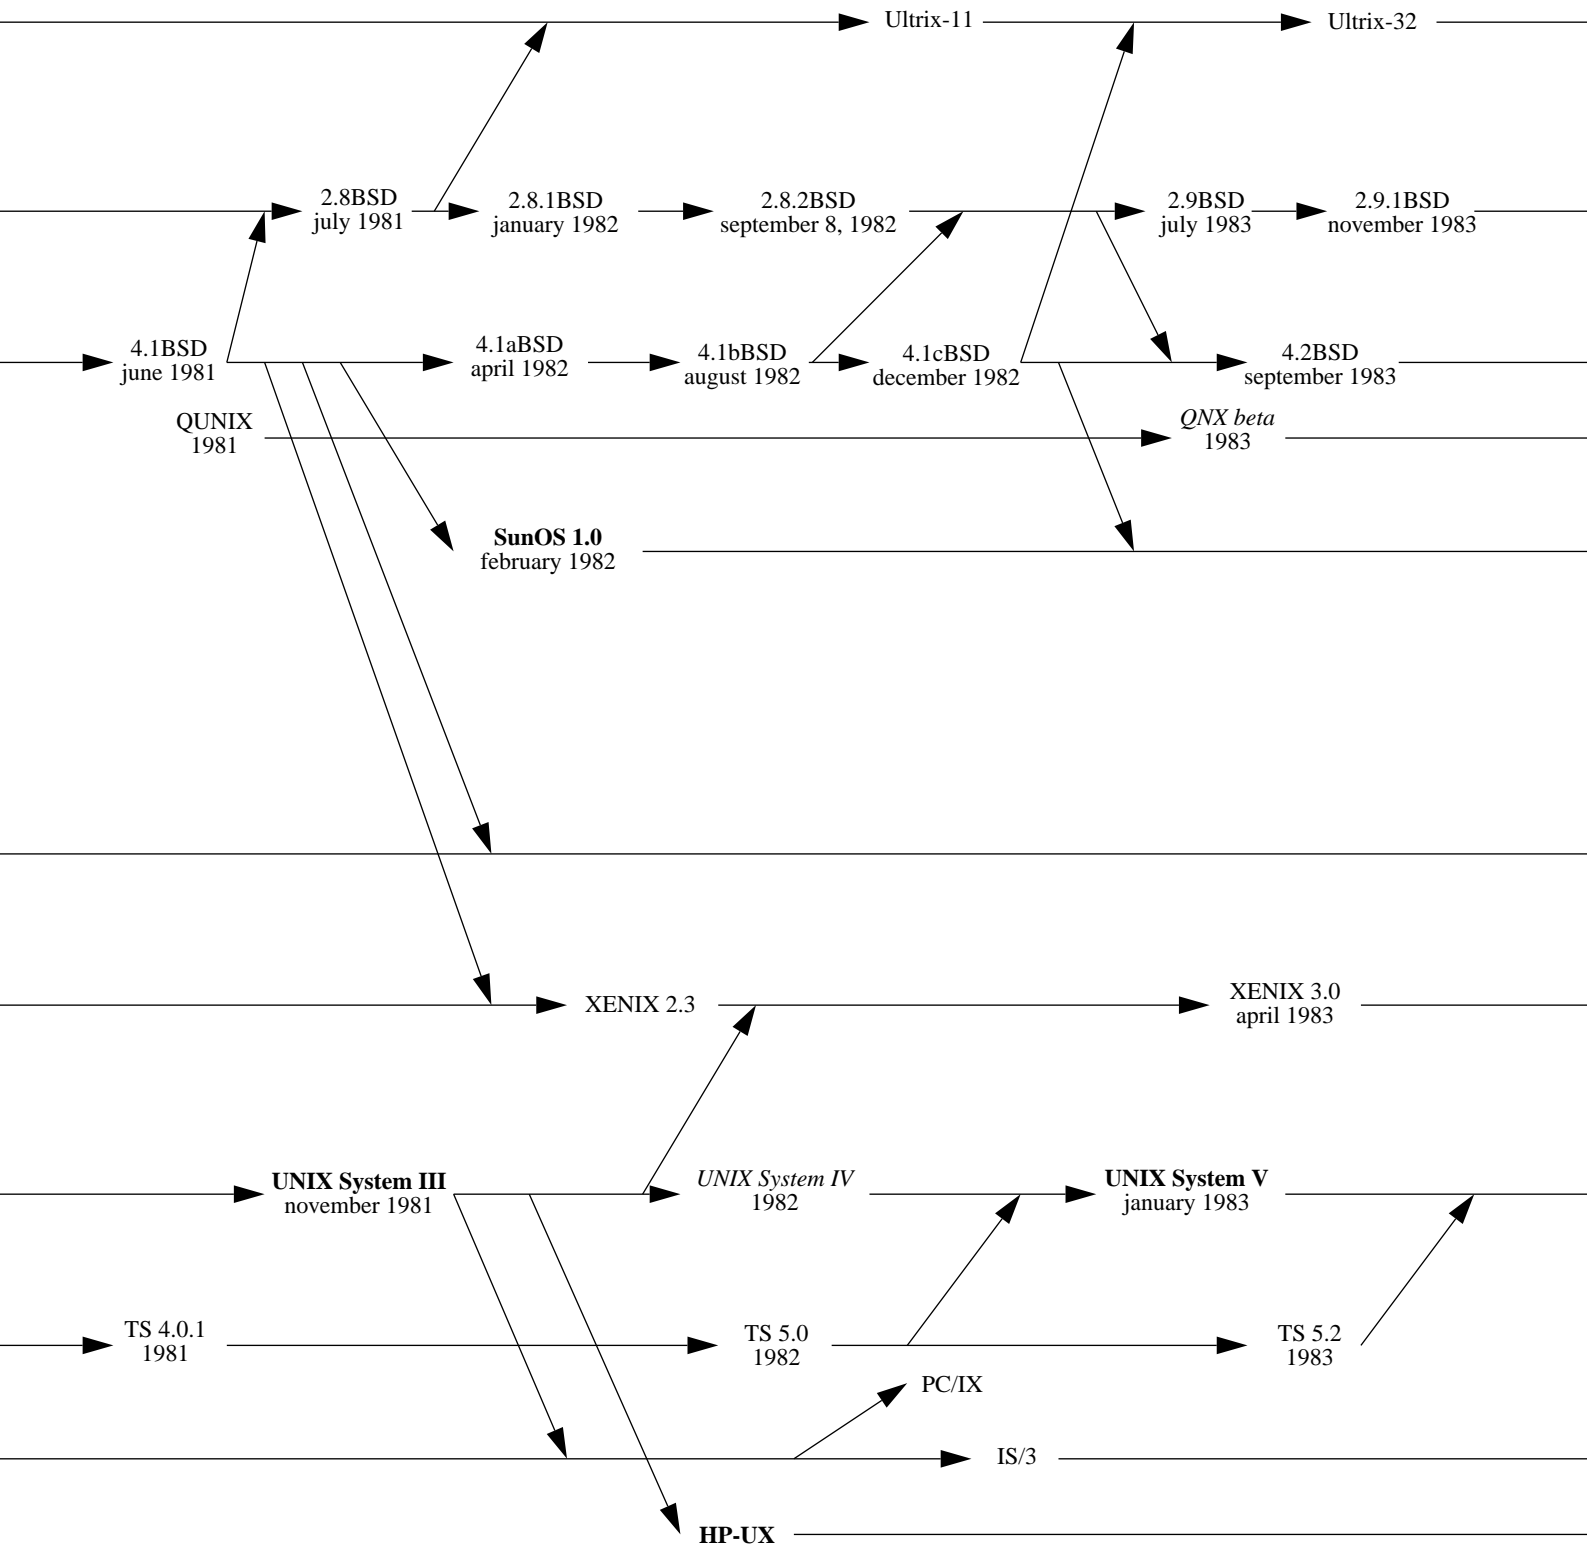 Ultrix-11
Ultrix-32
2.8BSD
july 1981
2.8.1BSD
january 1982
2.8.2BSD
september 8, 1982
2.9BSD
july 1983
2.9.1BSD
november 1983
4.1BSD
june 1981
4.1aBSD
april 1982
4.1bBSD
august 1982
4.1cBSD
december 1982
4.2BSD
september 1983
QUNIX
1981
QNX beta
1983
SunOS 1.0
february 1982
XENIX 2.3
XENIX 3.0
april 1983
UNIX System III
november 1981
UNIX System IV
1982
UNIX System V
january 1983
TS 4.0.1
1981
TS 5.0
1982
TS 5.2
1983
PC/IX
IS/3
HP-UX